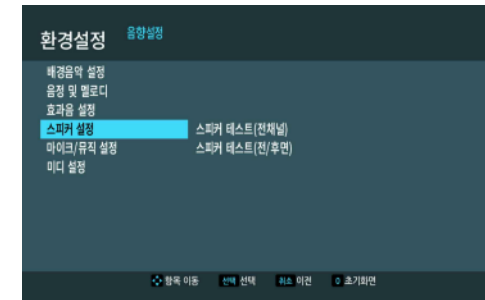 환경설정 음향설정
배경음악 설정
음정 및 멜로디
효과음 설정
스피커 설정 스피커 테스트(전채널)
마이크/뮤직 설정 스피커 테스트(전/후면)
미디 설정
항목 이동 선택 선택 취소 이전 초기화면